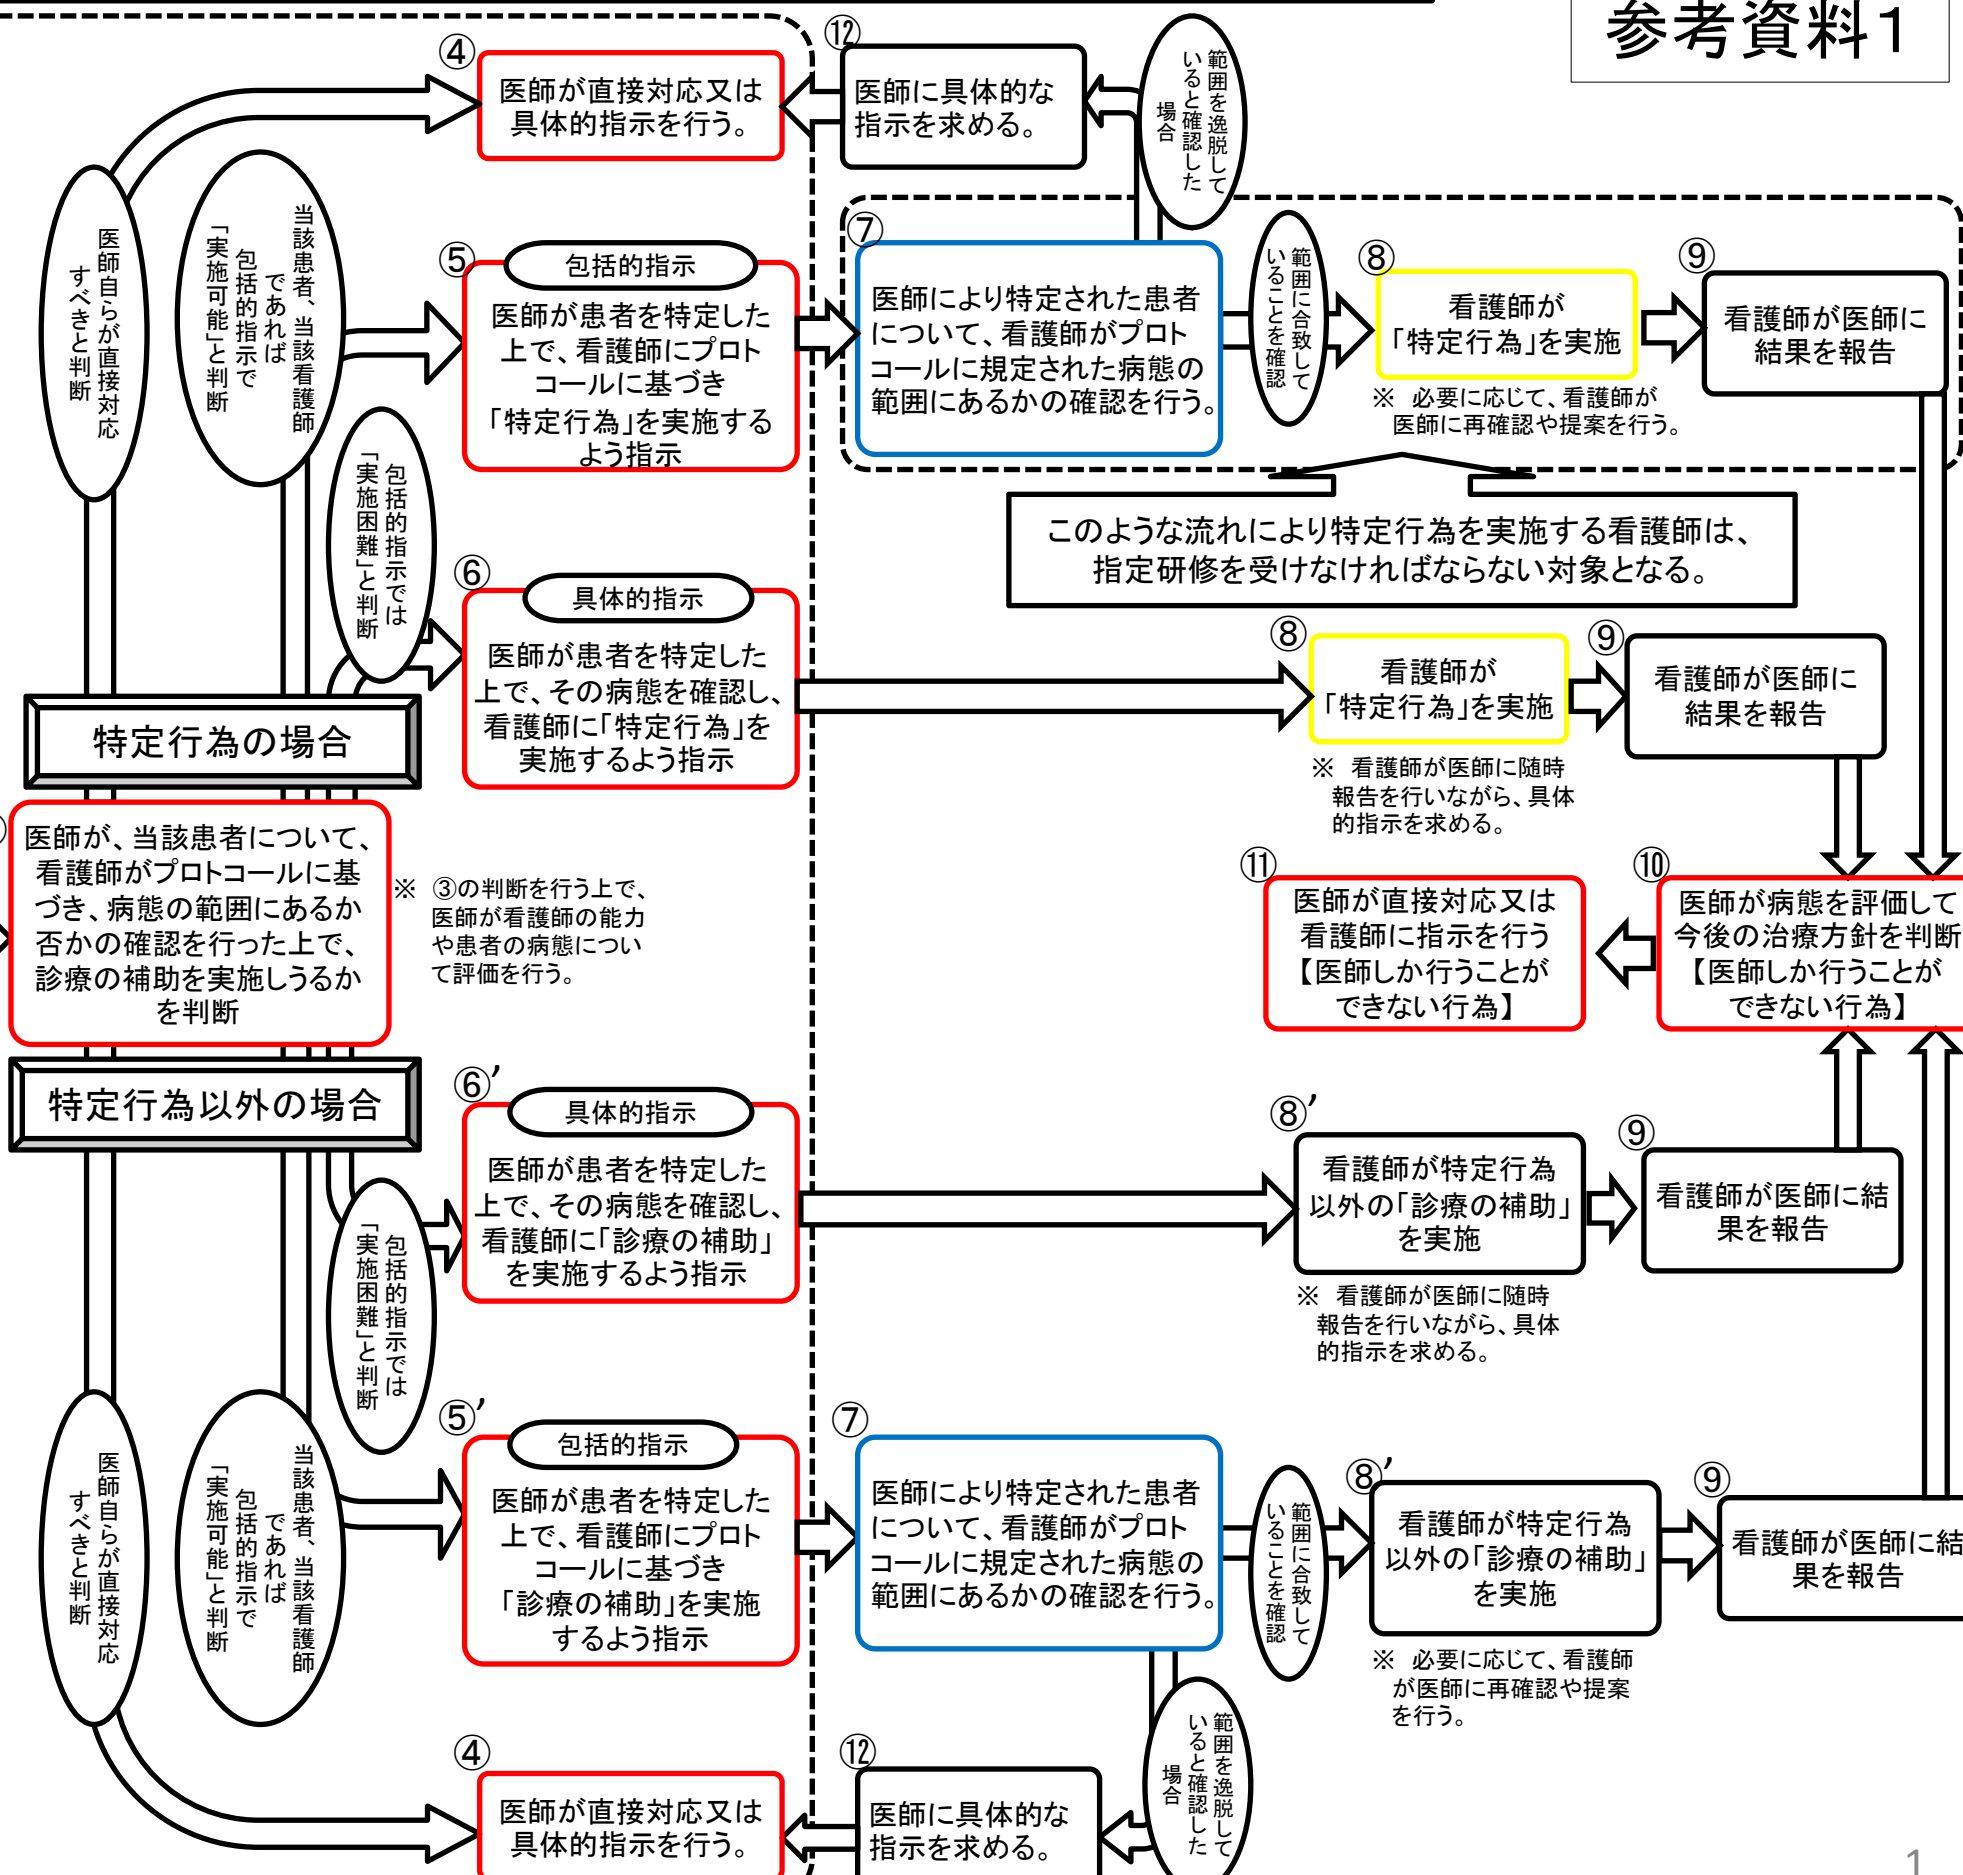 参考資料1
④
医師が直接対応又は
具体的指示を行う。
⑫
医師に具体的な
指示を求める。
範囲を逸脱して
いると確認した
場合
医師自らが直接対応
すべきと判断
当該患者、当該看護師
であれば
包括的指示で
「実施可能」と判断
⑤
包括的指示
医師が患者を特定した
上で、看護師にプロト
コールに基づき
「特定行為」を実施する
よう指示
⑦
医師により特定された患者
について、看護師がプロト
コールに規定された病態の
範囲にあるかの確認を行う。
範囲に合致して
いることを確認
⑧
看護師が
「特定行為」を実施
※ 必要に応じて、看護師が
医師に再確認や提案を行う。
⑨
看護師が医師に
結果を報告
このような流れにより特定行為を実施する看護師は、
指定研修を受けなければならない対象となる。
包括的指示では
「実施困難」と判断
⑥
具体的指示
医師が患者を特定した
上で、その病態を確認し、
看護師に「特定行為」を
実施するよう指示
⑧
看護師が
「特定行為」を実施
※ 看護師が医師に随時
報告を行いながら、具体
的指示を求める。
⑨
看護師が医師に
結果を報告
特定行為の場合
医師が、当該患者について、
看護師がプロトコールに基
づき、病態の範囲にあるか
否かの確認を行った上で、
診療の補助を実施しうるか
を判断
※ ③の判断を行う上で、
医師が看護師の能力
や患者の病態につい
て評価を行う。
⑪
医師が直接対応又は
看護師に指示を行う
【医師しか行うことが
できない行為】
⑩
医師が病態を評価して
今後の治療方針を判断
【医師しか行うことが
できない行為】
特定行為以外の場合
⑥’
具体的指示
医師が患者を特定した
上で、その病態を確認し、
看護師に「診療の補助」
を実施するよう指示
⑧’
看護師が特定行為
以外の「診療の補助」
を実施
※ 看護師が医師に随時
報告を行いながら、具体
的指示を求める。
⑨
看護師が医師に結
果を報告
包括的指示では
「実施困難」と判断
医師自らが直接対応
すべきと判断
当該患者、当該看護師
であれば
包括的指示で
「実施可能」と判断
⑤’
包括的指示
医師が患者を特定した
上で、看護師にプロト
コールに基づき
「診療の補助」を実施
するよう指示
⑦
医師により特定された患者
について、看護師がプロト
コールに規定された病態の
範囲にあるかの確認を行う。
範囲に合致して
いることを確認
⑧’
看護師が特定行為
以外の「診療の補助」
を実施
※ 必要に応じて、看護師
が医師に再確認や提案
を行う。
⑨
看護師が医師に結
果を報告
範囲を逸脱して
いると確認した
場合
④
医師が直接対応又は
具体的指示を行う。
⑫
医師に具体的な
指示を求める。
1